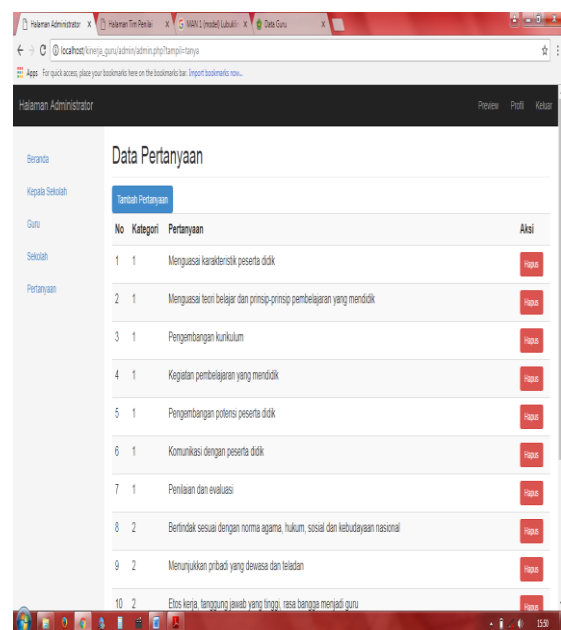 Halaman Administrator
Halaman Tim Penilai
MAN 1 (model) Lubukli
Data Guru
localhost/kinerja_guru/admin/admin.php?tampil=tanya
Apps For quick access, place your bookmarks here on the bookmarks bar. Import bookmarks now...
Halaman Administrator Preview Profil Keluar
Beranda
Kepala Sekolah
Guru
Sekolah
Pertanyaan
Data Pertanyaan
Tambah Pertanyaan
No Kategori Pertanyaan Aksi
1 1 Menguasai karakteristik peserta didik Hapus
2 1 Menguasai teori belajar dan prinsip-prinsip pembelajaran yang mendidik Hapus
3 1 Pengembangan kurikulum Hapus
4 1 Kegiatan pembelajaran yang mendidik Hapus
5 1 Pengembangan potensi peserta didik Hapus
6 1 Komunikasi dengan peserta didik Hapus
7 1 Penilaian dan evaluasi Hapus
8 2 Bertindak sesuai dengan norma agama, hukum, sosial dan kebudayaan nasional Hapus
9 2 Menunjukkan pribadi yang dewasa dan teladan Hapus
10 2 Etos kerja, tanggung jawab yang tinggi, rasa bangga menjadi guru Hapus
15:50